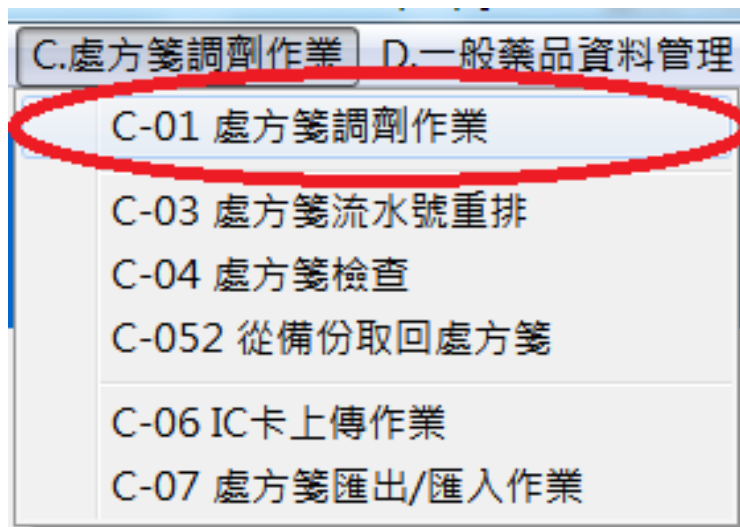 C.處方箋調劑作業 D.一般藥品資料管理
C-01 處方箋調劑作業
C-03 處方箋流水號重排
C-04 處方箋檢查
C-052 從備份取回處方箋
C-06 IC卡上傳作業
C-07 處方箋匯出/匯入作業